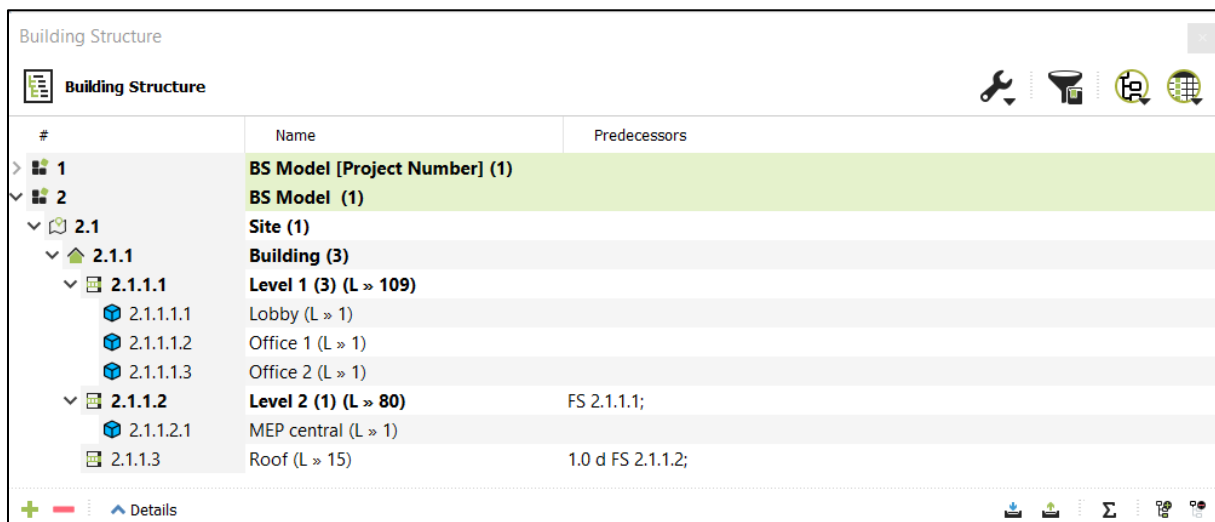 Building Structure
Building Structure
# Name Predecessors
1 BS Model [Project Number] (1)
2 BS Model (1)
2.1 Site (1)
2.1.1 Building (3)
2.1.1.1 Level 1 (3) (L » 109)
2.1.1.1.1 Lobby (L » 1)
2.1.1.1.2 Office 1 (L » 1)
2.1.1.1.3 Office 2 (L » 1)
2.1.1.2 Level 2 (1) (L » 80) FS 2.1.1.1;
2.1.1.2.1 MEP central (L » 1)
2.1.1.3 Roof (L » 15) 1.0 d FS 2.1.1.2;
Details Σ